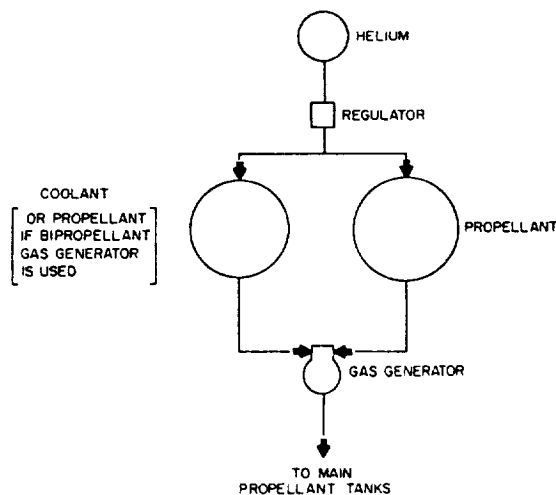 HELIUM
REGULATOR
COOLANT
OR PROPELLANT
IF BIPROPELLANT
GAS GENERATOR
IS USED
PROPELLANT
GAS GENERATOR
TO MAIN
PROPELLANT TANKS